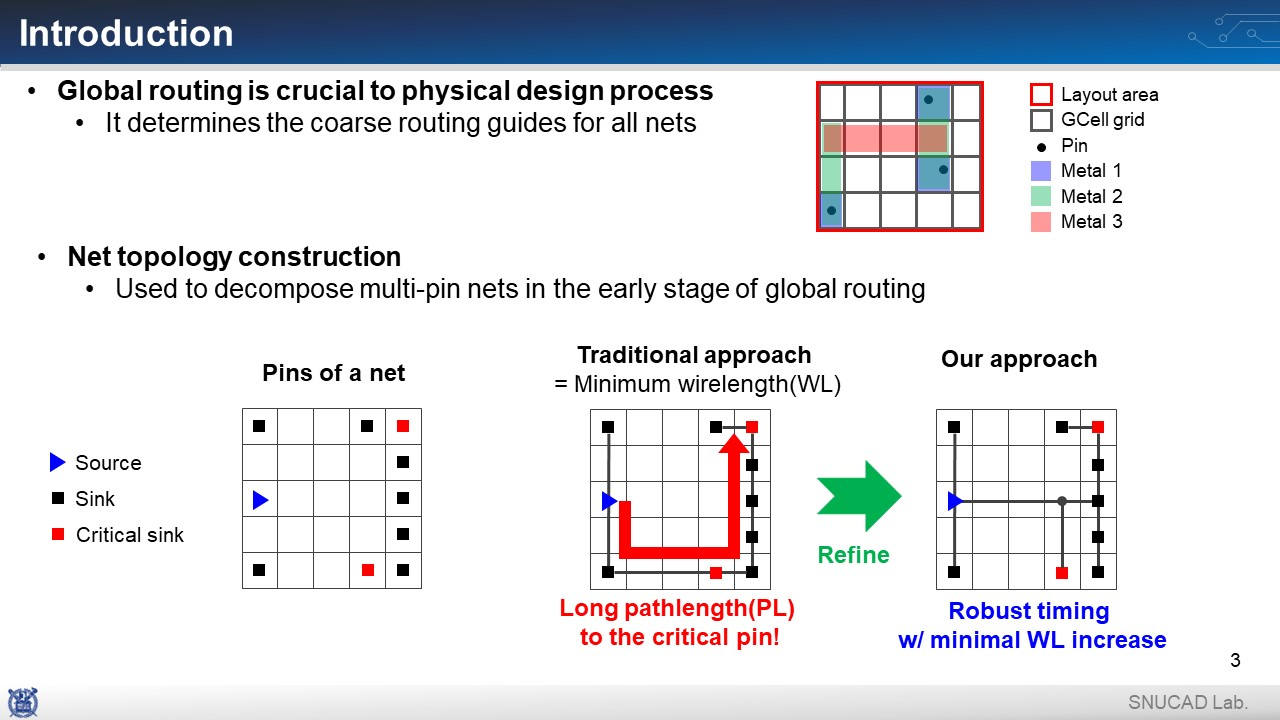 Introduction
• Global routing is crucial to physical design process
• It determines the coarse routing guides for all nets
Layout area
GCell grid
Pin
Metal 1
Metal 2
Metal 3
• Net topology construction
• Used to decompose multi-pin nets in the early stage of global routing
Pins of a net
Source
Sink
Critical sink
Traditional approach
= Minimum wirelength(WL)
Long pathlength(PL)
to the critical pin!
Refine
Our approach
Robust timing
w/ minimal WL increase
3
SNUCAD Lab.